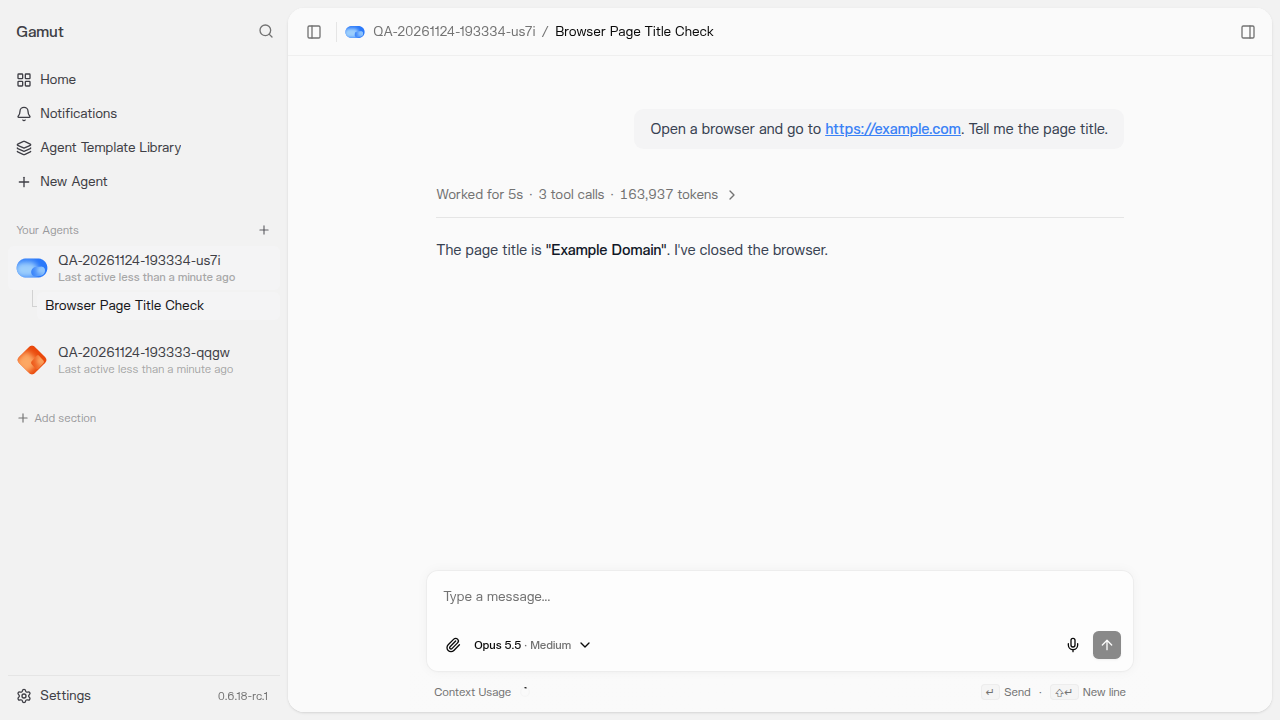 Gamut
Home
Notifications
Agent Template Library
New Agent
Your Agents
QA-20261124-193334-us7i
Last active less than a minute ago
Browser Page Title Check
QA-20261124-193333-qqgw
Last active less than a minute ago
Add section
Settings
0.6.18-rc.1
QA-20261124-193334-us7i / Browser Page Title Check
Open a browser and go to https://example.com. Tell me the page title.
Worked for 5s · 3 tool calls · 163,937 tokens
The page title is "Example Domain". I've closed the browser.
Type a message...
Opus 5.5 · Medium
Context Usage
Send · New line